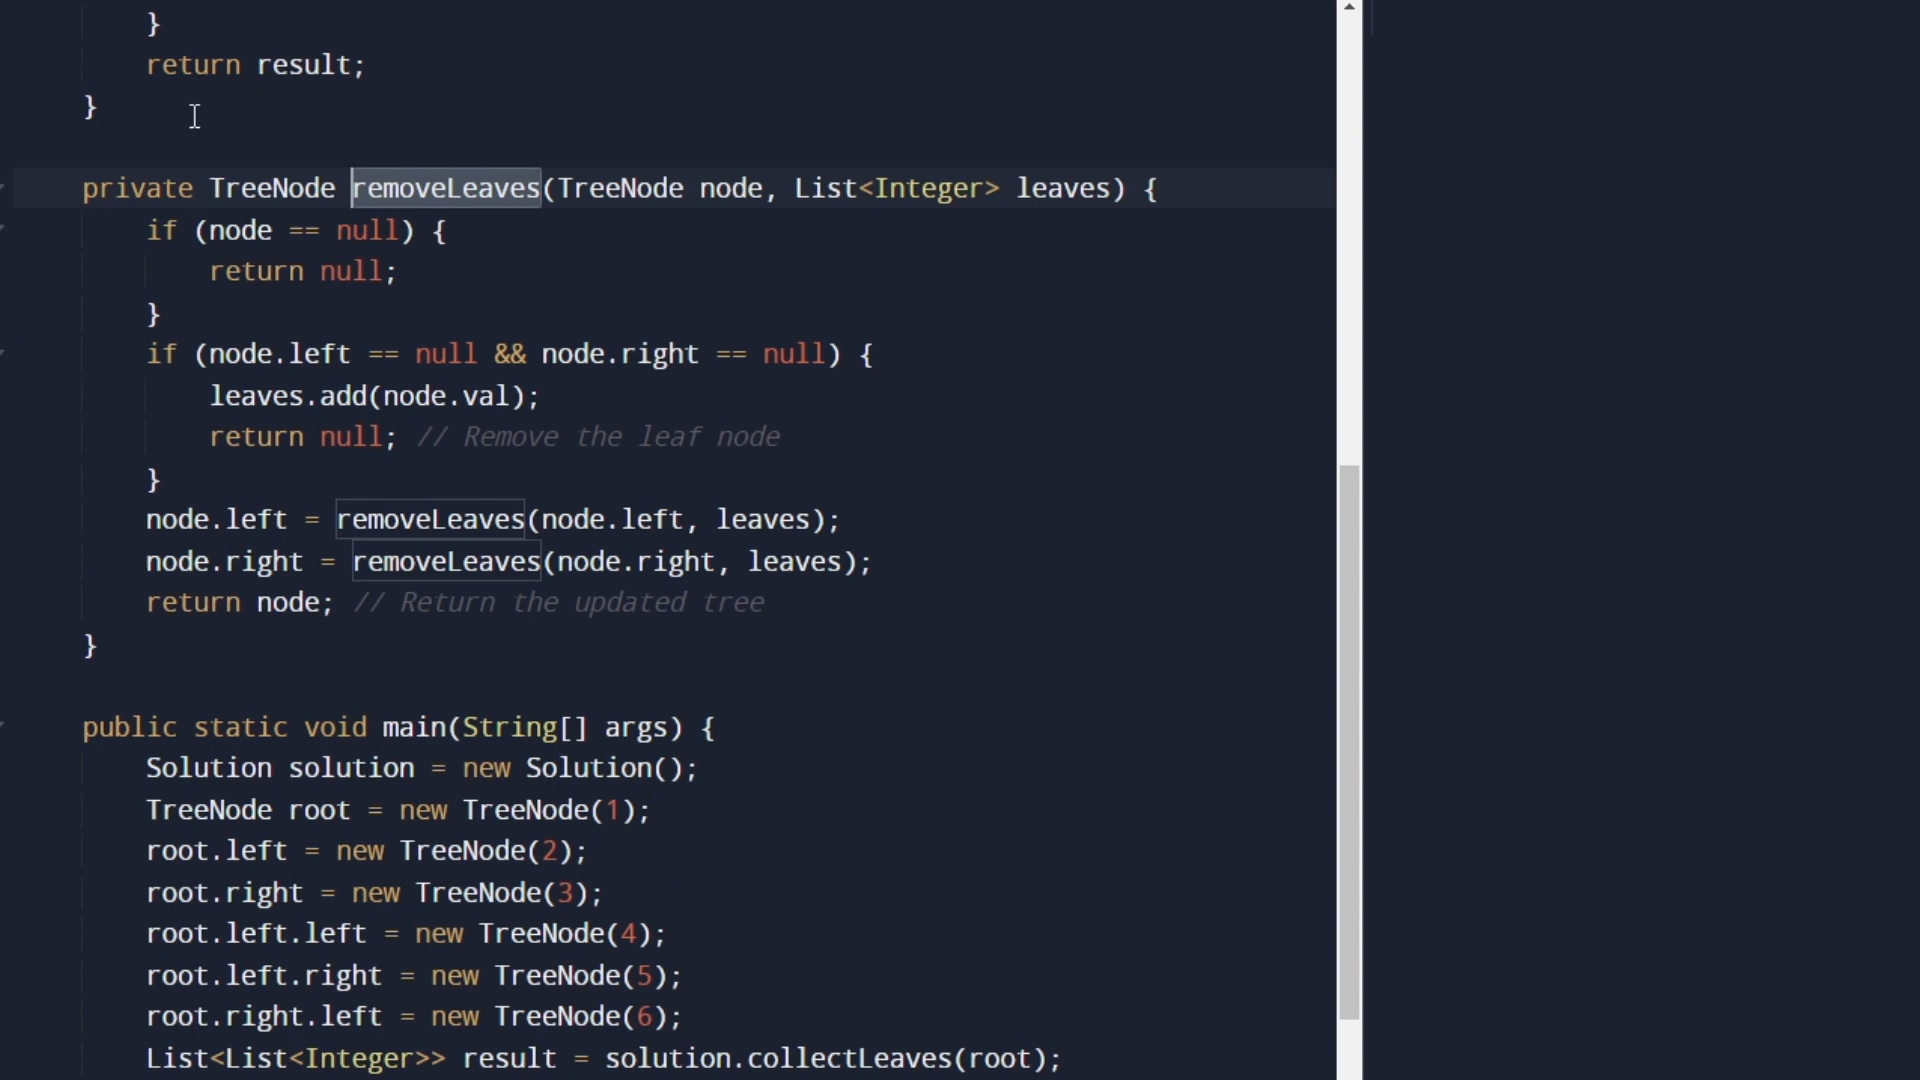 }
return result;
}
private TreeNode removeLeaves(TreeNode node, List<Integer> leaves) {
if (node == null) {
return null;
}
if (node.left == null && node.right == null) {
leaves.add(node.val);
return null; // Remove the leaf node
}
node.left = removeLeaves(node.left, leaves);
node.right = removeLeaves(node.right, leaves);
return node; // Return the updated tree
}
public static void main(String[] args) {
Solution solution = new Solution();
TreeNode root = new TreeNode(1);
root.left = new TreeNode(2);
root.right = new TreeNode(3);
root.left.left = new TreeNode(4);
root.left.right = new TreeNode(5);
root.right.left = new TreeNode(6);
List<List<Integer>> result = solution.collectLeaves(root);